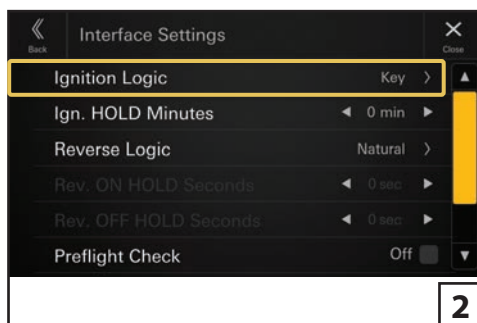 Back Interface Settings Close
Ignition Logic Key
Ign. HOLD Minutes 0 min
Reverse Logic Natural
Rev. ON HOLD Seconds 0 sec
Rev. OFF HOLD Seconds 0 sec
Preflight Check Off
2